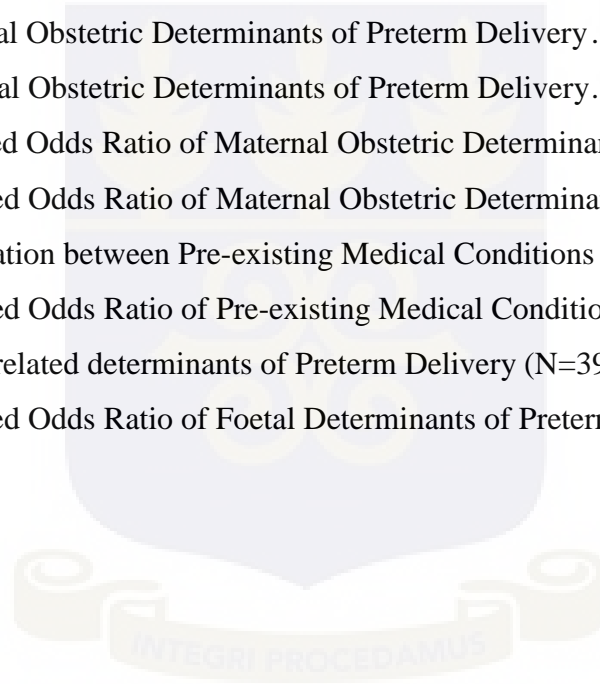 al Obstetric Determinants of Preterm Delivery.
al Obstetric Determinants of Preterm Delivery.
ed Odds Ratio of Maternal Obstetric Determinan
ed Odds Ratio of Maternal Obstetric Determina
ation between Pre-existing Medical Conditions
ed Odds Ratio of Pre-existing Medical Conditio
related determinants of Preterm Delivery (N=39
ed Odds Ratio of Foetal Determinants of Preter
INTEGRI PROCEDAMUS